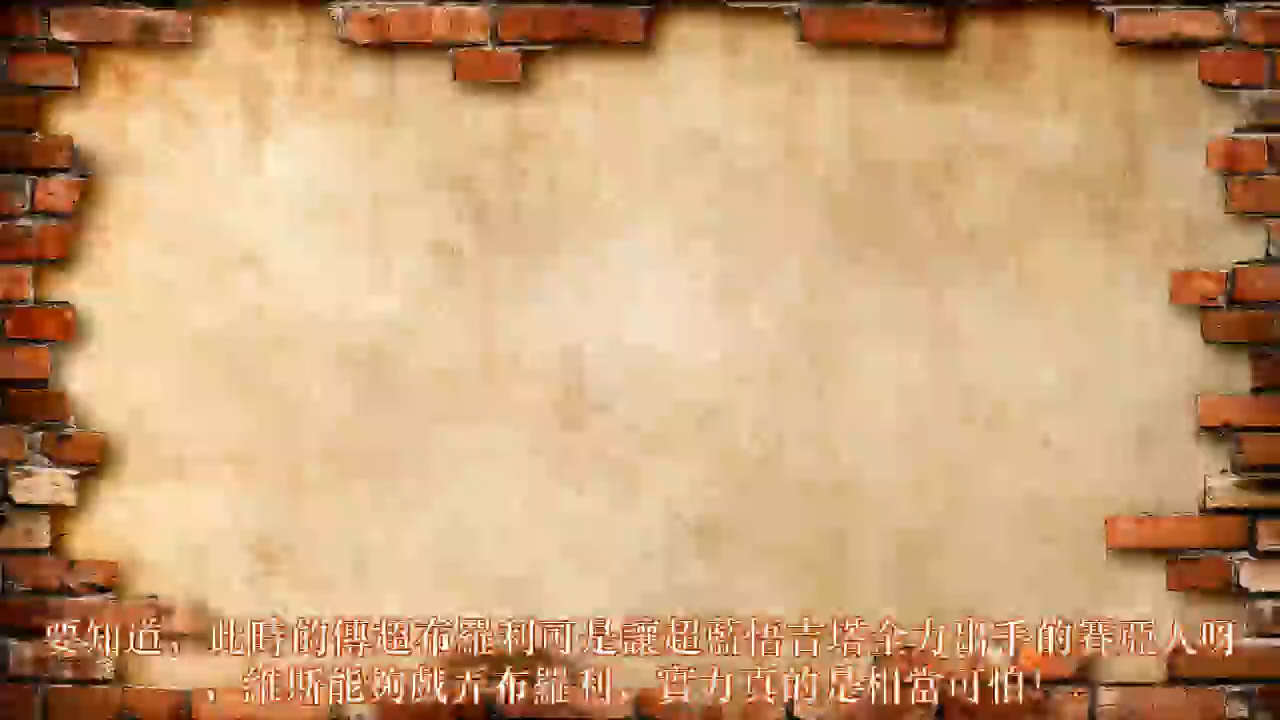 要知道，此時的傳超布羅利可是讓超藍悟吉塔全力出手的賽亞人啊
，維斯能夠戲弄布羅利，實力真的是相當可怕！